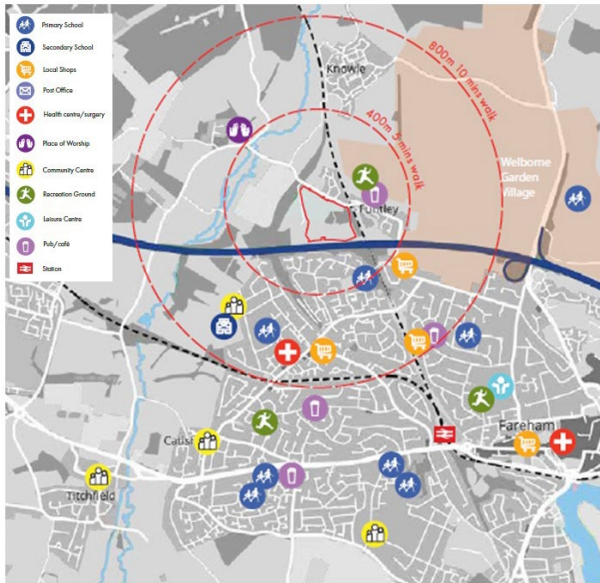 Primary School
Secondary School
Local Shops
Post Office
Health centre/surgery
Place of Worship
Community Centre
Recreation Ground
Leisure Centre
Pub/café
Station
Knowle
800m 10 mins walk
400m 5 mins walk
Welborne
Garden
Village
Funtley
Fareham
Titchfield